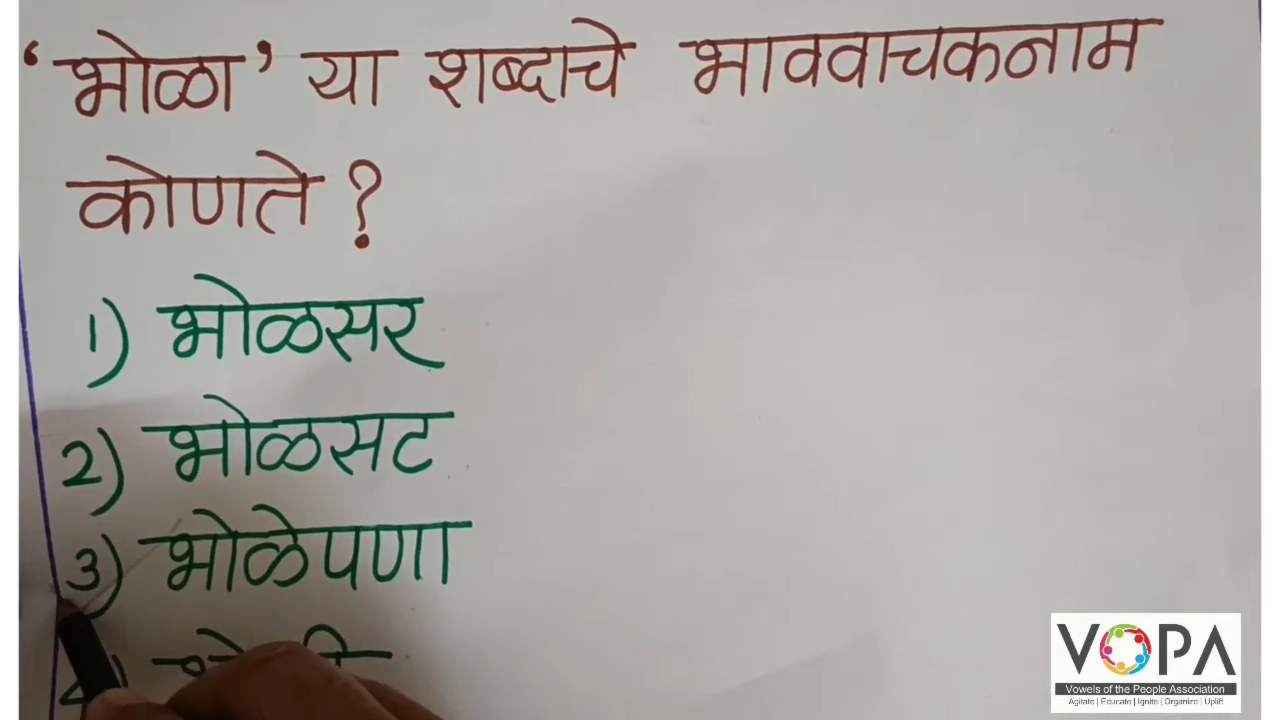 ‘भोळा’ या शब्दाचे भाववाचकनाम
कोणते?
1) भोळसर
2) भोळसट
3) भोळेपणा
VOPA
Vowels of the People Association
Agitate | Educate | Ignite | Organize | Uplift